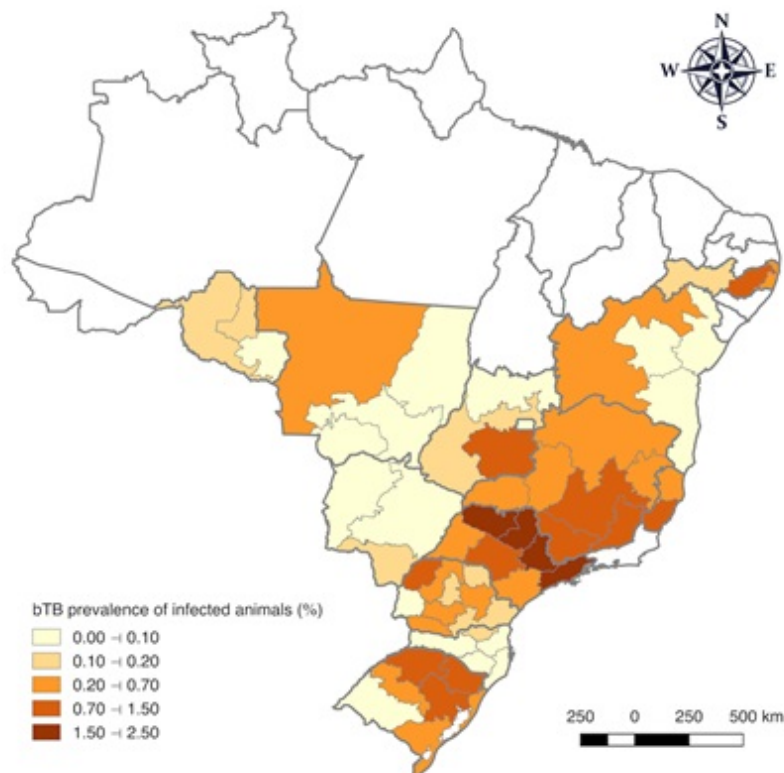 N
W E
S
bTB prevalence of infected animals (%)
0.00 ⊣ 0.10
0.10 ⊣ 0.20
0.20 ⊣ 0.70
0.70 ⊣ 1.50
1.50 ⊣ 2.50
250 0 250 500 km